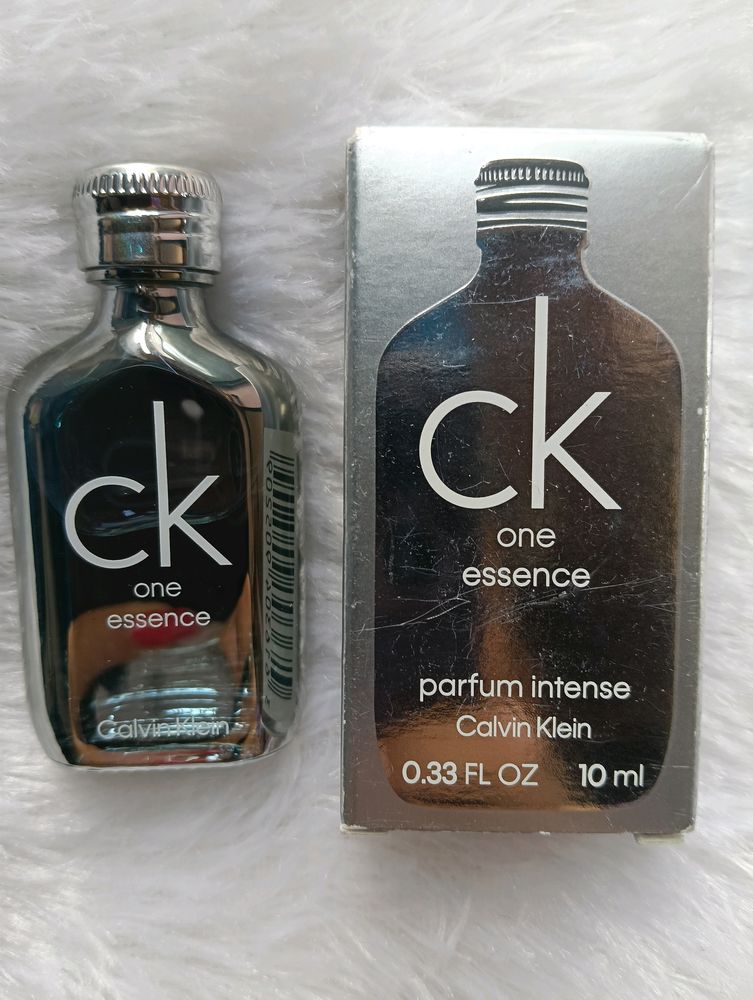 ck
one
essence
Calvin Klein
ck
one
essence
parfum intense
Calvin Klein
0.33 FL OZ 10 ml